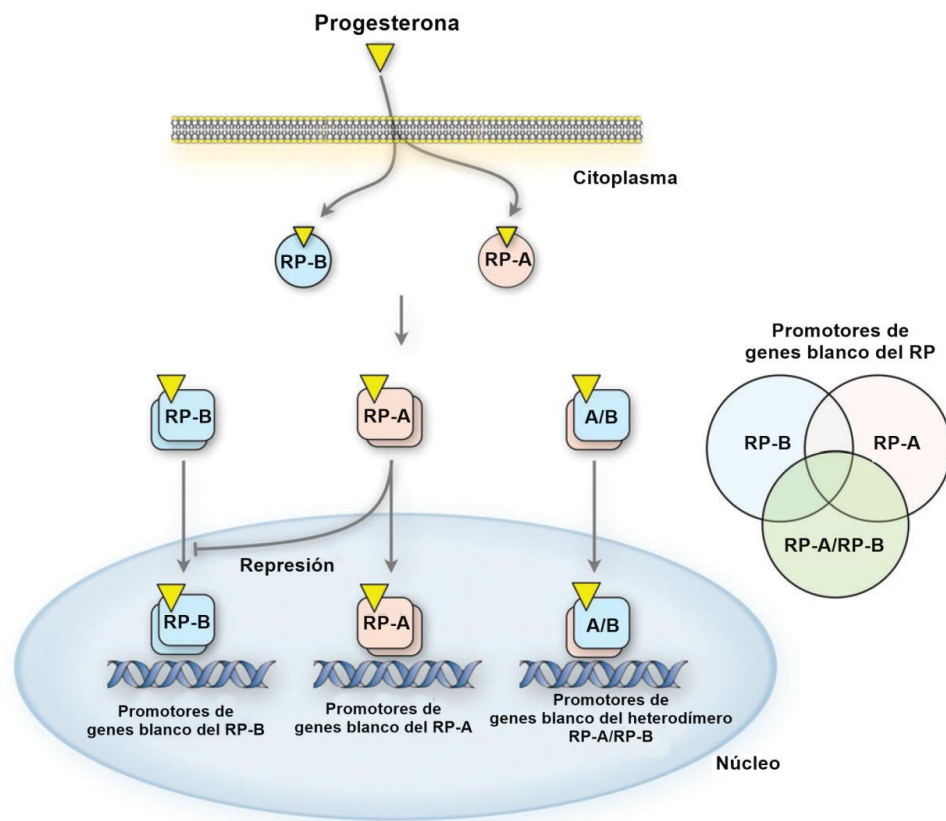 Progesterona
Citoplasma
RP-B
RP-A
RP-B
RP-A
A/B
Represión
RP-B
RP-A
A/B
Promotores de
genes blanco del RP-B
Promotores de
genes blanco del RP-A
Promotores de
genes blanco del heterodímero
RP-A/RP-B
Núcleo
Promotores de
genes blanco del RP
RP-B
RP-A
RP-A/RP-B